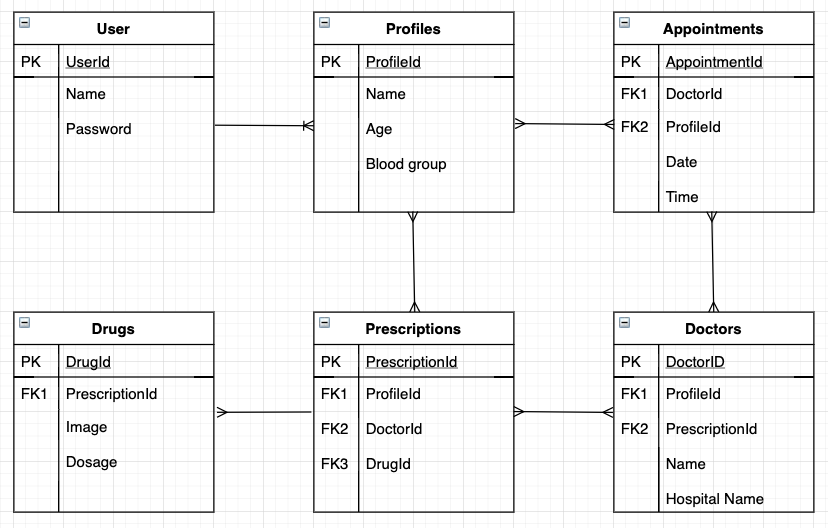 User
PK UserId
Name
Password
Profiles
PK ProfileId
Name
Age
Blood group
Appointments
PK AppointmentId
FK1 DoctorId
FK2 ProfileId
Date
Time
Drugs
PK DrugId
FK1 PrescriptionId
Image
Dosage
Prescriptions
PK PrescriptionId
FK1 ProfileId
FK2 DoctorId
FK3 DrugId
Doctors
PK DoctorID
FK1 ProfileId
FK2 PrescriptionId
Name
Hospital Name